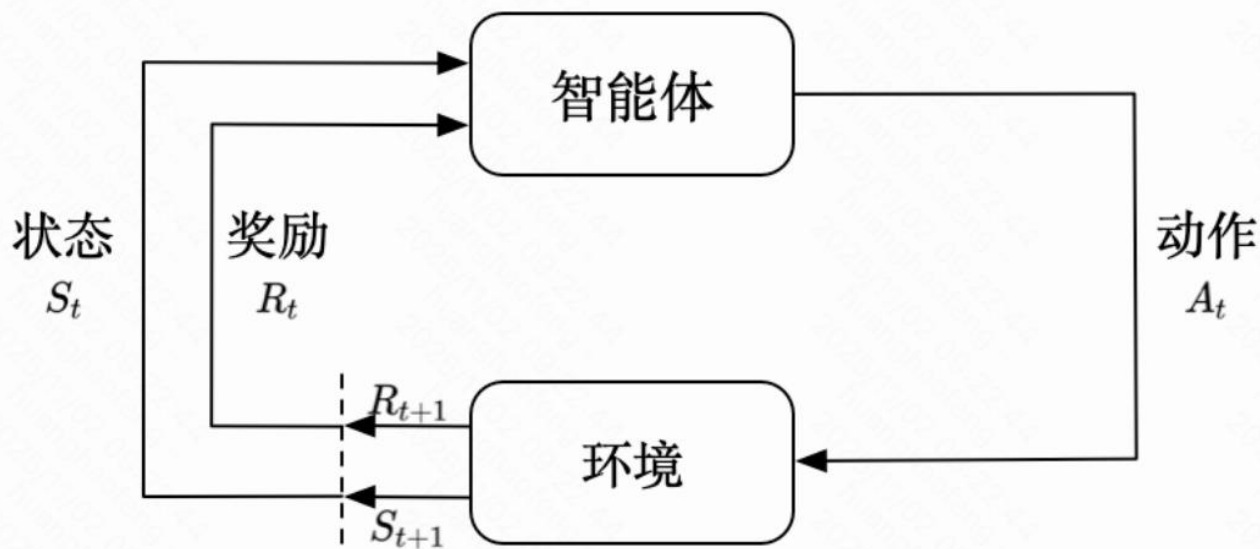 智能体
状态
奖励
动作
S_t
R_t
A_t
R_{t+1}
环境
S_{t+1}